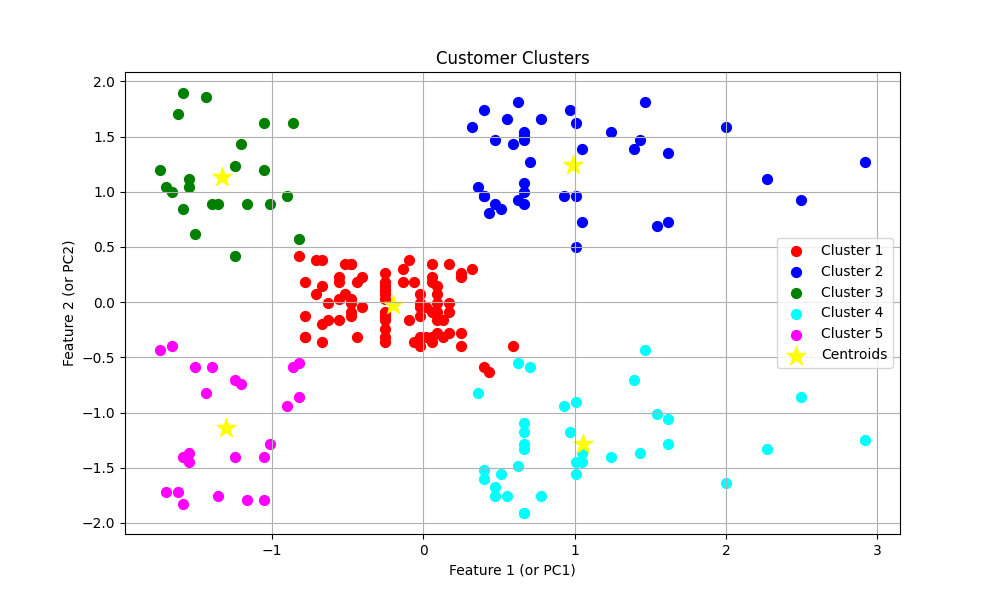 Customer Clusters
Feature 2 (or PC2)
2.0
1.5
1.0
0.5
0.0
−0.5
−1.0
−1.5
−2.0
Cluster 1
Cluster 2
Cluster 3
Cluster 4
Cluster 5
Centroids
−1 0 1 2 3
Feature 1 (or PC1)